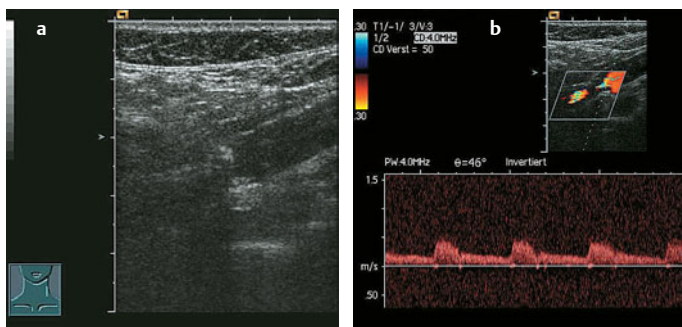 a
.30
.30
T1/-1/ 3/V:3
1/2 CD:4.0MHz
CD Verst = 50
b
PW:4.0MHz θ=46° Invertiert
1.5
m/s
.50